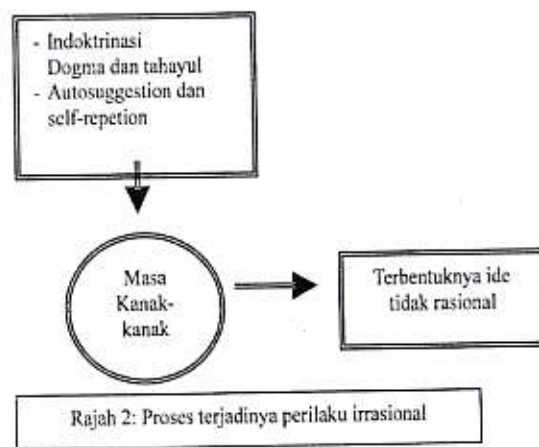 - Indoktrinasi
Dogma dan tahayul
- Autosuggestion dan
self-repetion
Masa
Kanak-
kanak
Terbentuknya ide
tidak rasional
Rajah 2: Proses terjadinya perilaku irrasional